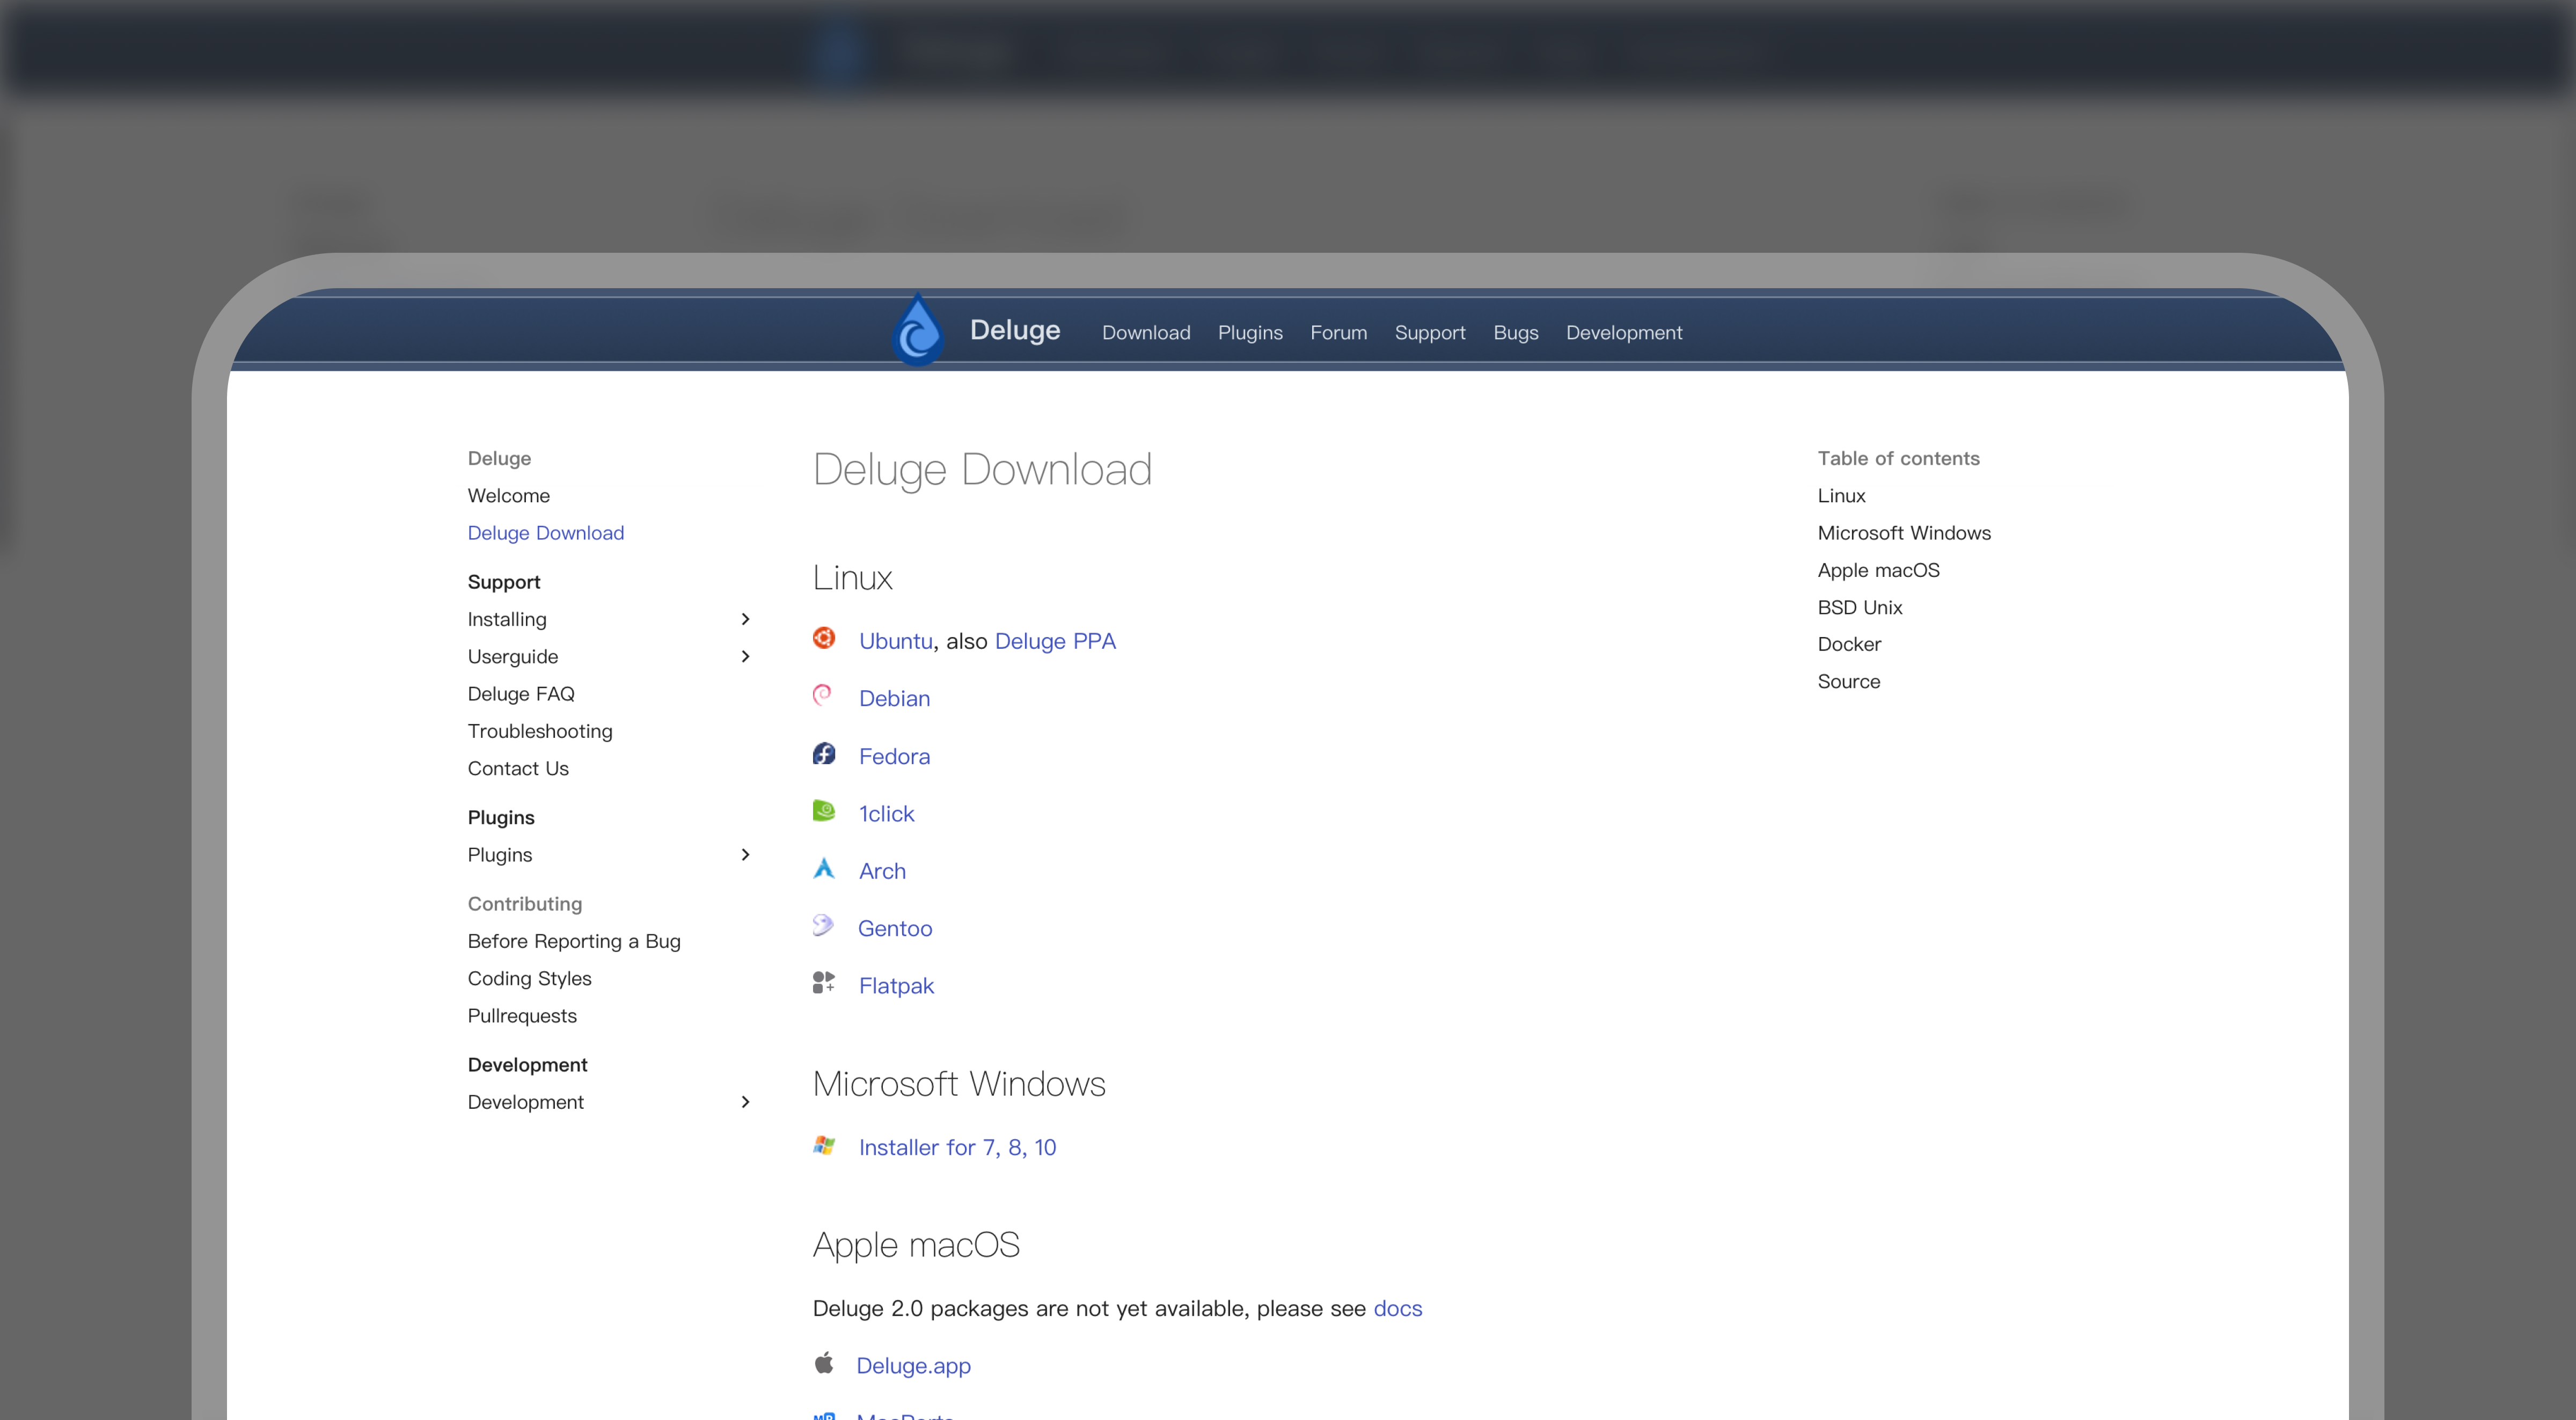 Deluge
Download
Plugins
Forum
Support
Bugs
Development
Deluge
Welcome
Deluge Download
Support
Installing
Userguide
Deluge FAQ
Troubleshooting
Contact Us
Plugins
Plugins
Contributing
Before Reporting a Bug
Coding Styles
Pullrequests
Development
Development
Deluge Download
Linux
Ubuntu, also Deluge PPA
Debian
Fedora
1click
Arch
Gentoo
Flatpak
Microsoft Windows
Installer for 7, 8, 10
Apple macOS
Deluge 2.0 packages are not yet available, please see docs
Deluge.app
MacPorts
Table of contents
Linux
Microsoft Windows
Apple macOS
BSD Unix
Docker
Source